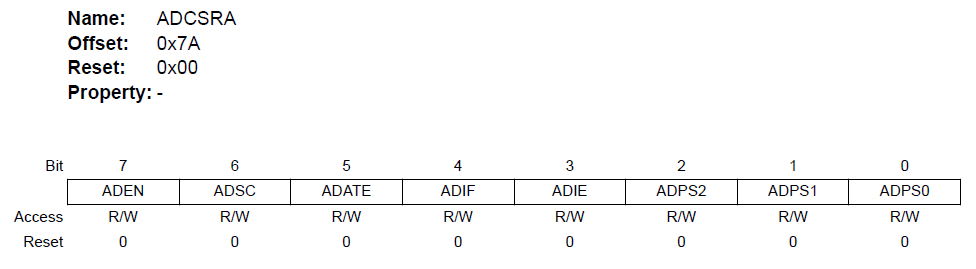 Name: ADCSRA
Offset: 0x7A
Reset: 0x00
Property: -
Bit 7 6 5 4 3 2 1 0
ADEN ADSC ADATE ADIF ADIE ADPS2 ADPS1 ADPS0
Access R/W R/W R/W R/W R/W R/W R/W R/W
Reset 0 0 0 0 0 0 0 0